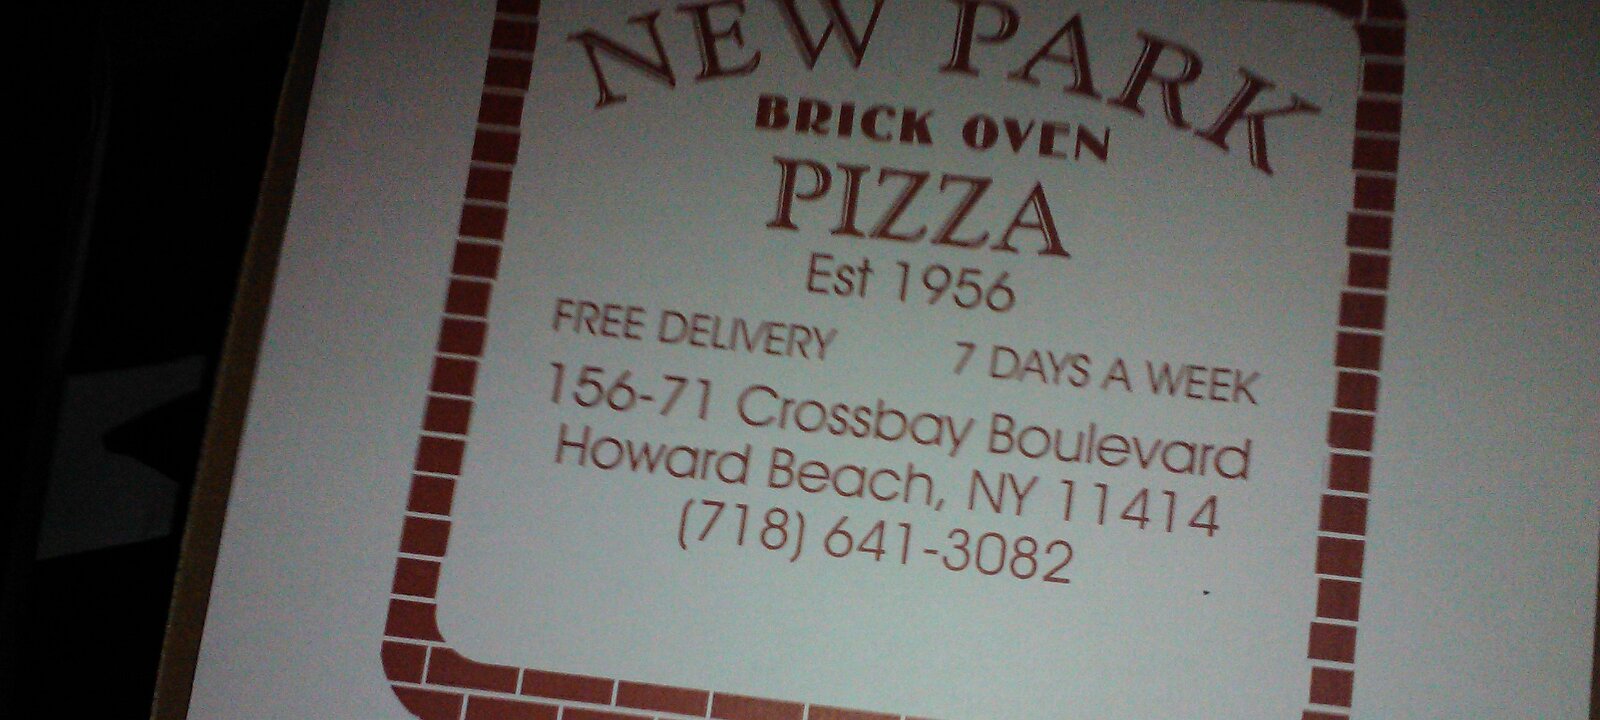 NEW PARK
BRICK OVEN
PIZZA
Est 1956
FREE DELIVERY 7 DAYS A WEEK
156-71 Crossbay Boulevard
Howard Beach, NY 11414
(718) 641-3082